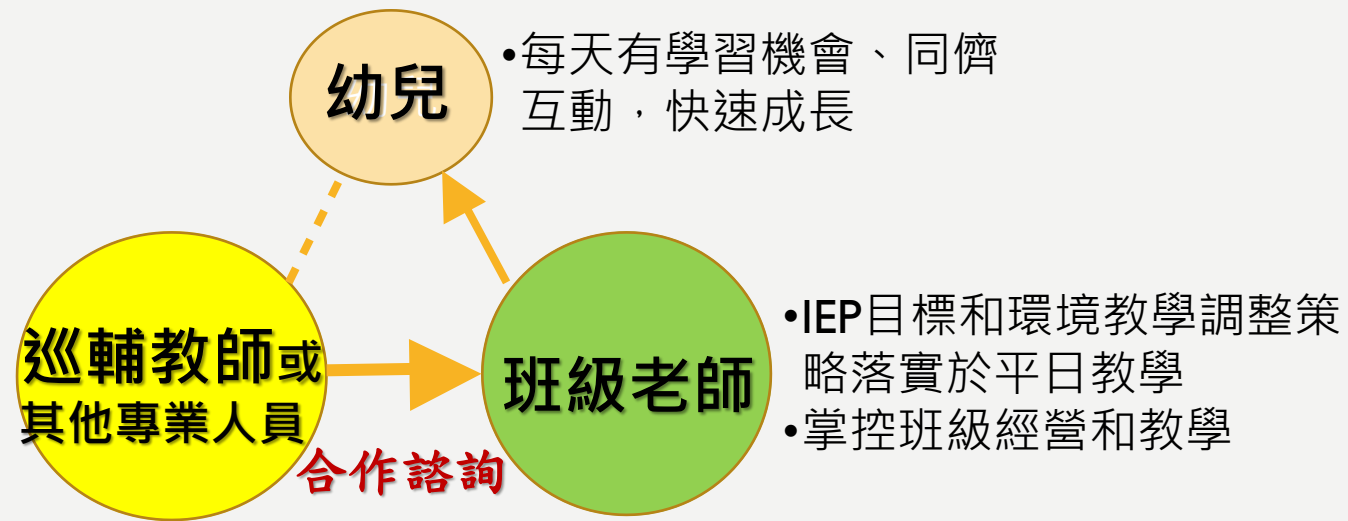 幼兒
•每天有學習機會、同儕
互動，快速成長
巡輔教師或
其他專業人員
合作諮詢
班級老師
•IEP目標和環境教學調整策
略落實於平日教學
•掌控班級經營和教學